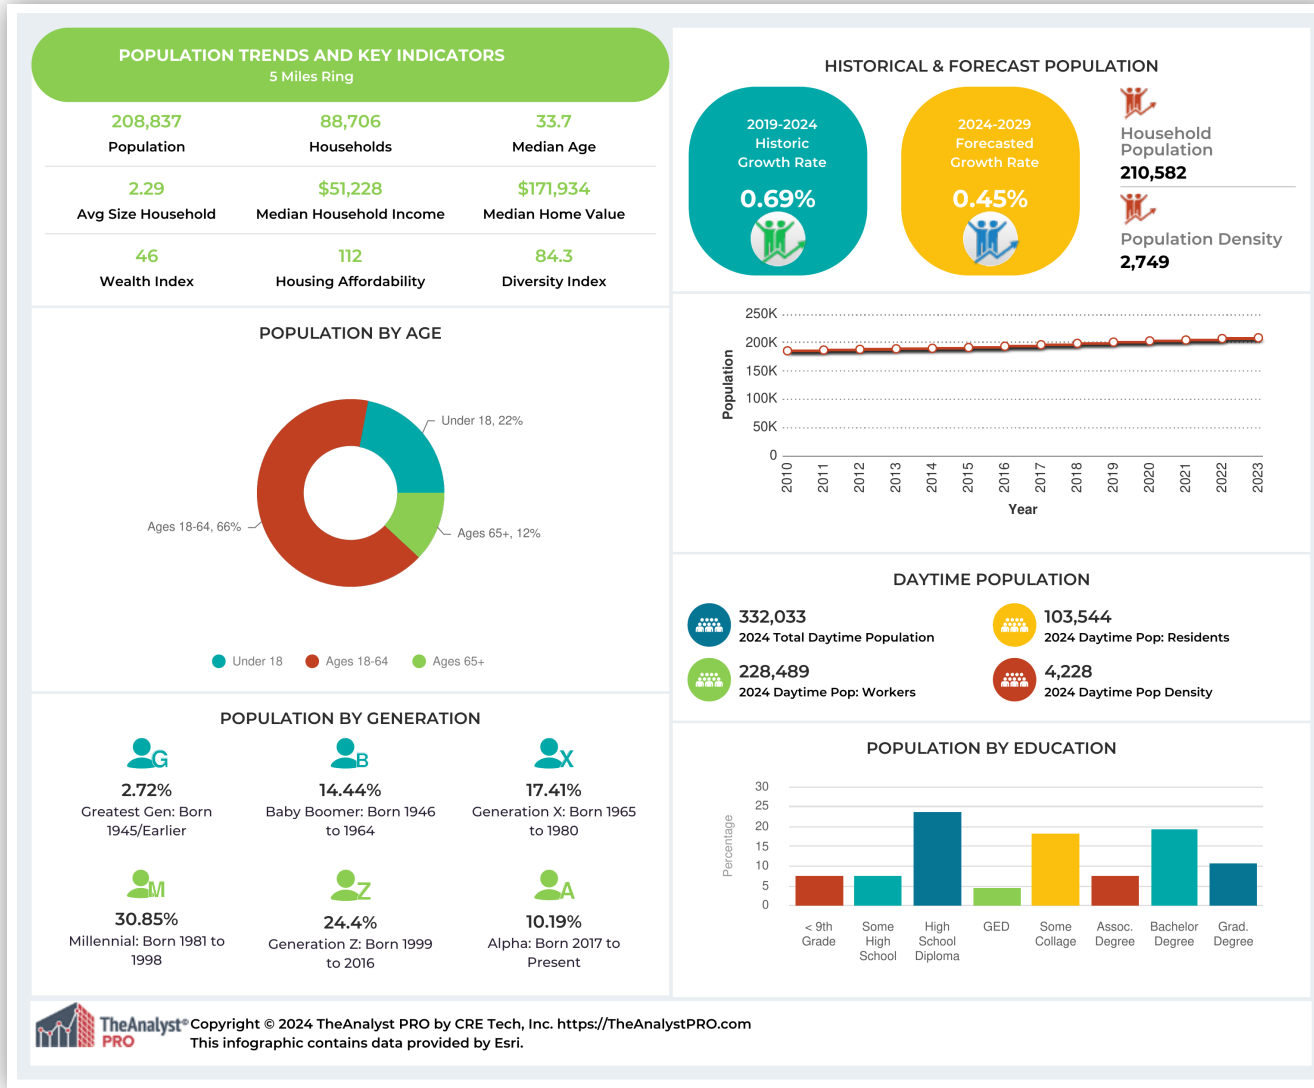 POPULATION TRENDS AND KEY INDICATORS
5 Miles Ring
208,837
Population
88,706
Households
33.7
Median Age
2.29
Avg Size Household
$51,228
Median Household Income
$171,934
Median Home Value
46
Wealth Index
112
Housing Affordability
84.3
Diversity Index
HISTORICAL & FORECAST POPULATION
2019-2024
Historic
Growth Rate
0.69%
2024-2029
Forecasted
Growth Rate
0.45%
Household
Population
210,582
Population Density
2,749
POPULATION BY AGE
Under 18, 22%
Ages 18-64, 66%
Ages 65+, 12%
Under 18
Ages 18-64
Ages 65+
250K
200K
150K
100K
50K
0
Population
2010
2011
2012
2013
2014
2015
2016
2017
2018
2019
2020
2021
2022
2023
Year
DAYTIME POPULATION
332,033
2024 Total Daytime Population
103,544
2024 Daytime Pop: Residents
228,489
2024 Daytime Pop: Workers
4,228
2024 Daytime Pop Density
POPULATION BY GENERATION
G
2.72%
Greatest Gen: Born
1945/Earlier
B
14.44%
Baby Boomer: Born 1946
to 1964
X
17.41%
Generation X: Born 1965
to 1980
M
30.85%
Millennial: Born 1981 to
1998
Z
24.4%
Generation Z: Born 1999
to 2016
A
10.19%
Alpha: Born 2017 to
Present
POPULATION BY EDUCATION
30
25
20
15
10
5
0
Percentage
< 9th
Grade
Some
High
School
High
School
Diploma
GED
Some
Collage
Assoc.
Degree
Bachelor
Degree
Grad.
Degree
TheAnalyst®
PRO
Copyright © 2024 TheAnalyst PRO by CRE Tech, Inc. https://TheAnalystPRO.com
This infographic contains data provided by Esri.